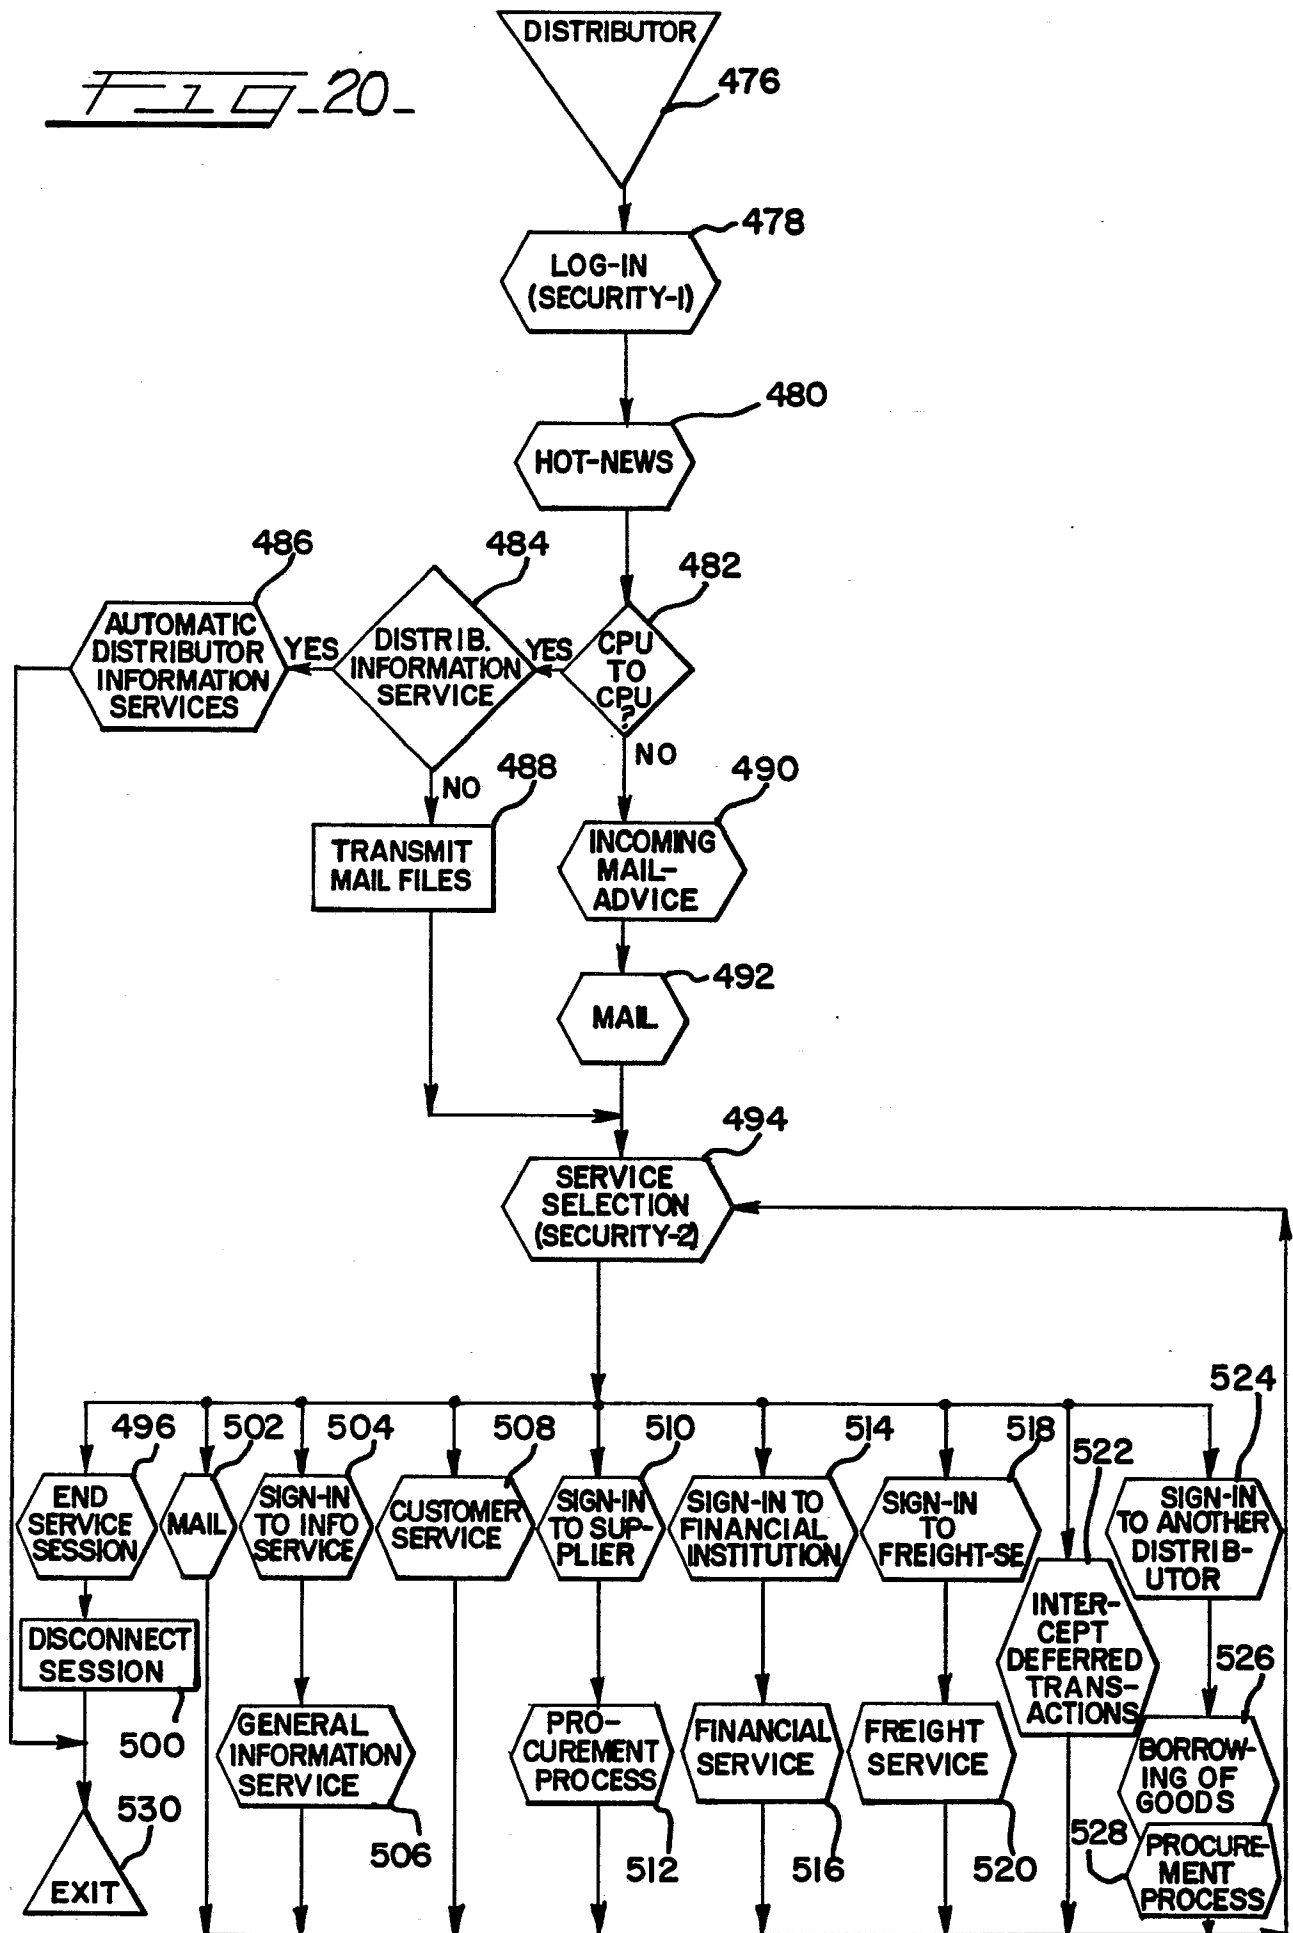 Fig_20_
DISTRIBUTOR
476
478
LOG-IN
(SECURITY-1)
480
HOT-NEWS
486
484
482
AUTOMATIC
DISTRIBUTOR
INFORMATION
SERVICES
YES
DISTRIB.
INFORMATION
SERVICE
YES
CPU
TO
CPU
?
NO
NO
488
490
TRANSMIT
MAIL FILES
INCOMING
MAIL-
ADVICE
492
MAIL
494
SERVICE
SELECTION
(SECURITY-2)
496
502
504
508
510
514
518
522
524
END
SERVICE
SESSION
MAIL
SIGN-IN
TO INFO
SERVICE
CUSTOMER
SERVICE
SIGN-IN
TO SUP-
PLIER
SIGN-IN TO
FINANCIAL
INSTITUTION
SIGN-IN
TO
FREIGHT-SE
INTER-
CEPT
DEFERRED
TRANS-
ACTIONS
SIGN-IN
TO ANOTHER
DISTRIB-
UTOR
DISCONNECT
SESSION
500
526
GENERAL
INFORMATION
SERVICE
506
PRO-
CUREMENT
PROCESS
512
FINANCIAL
SERVICE
516
FREIGHT
SERVICE
520
BORROW-
ING OF
GOODS
528
PROCURE-
MENT
PROCESS
530
EXIT